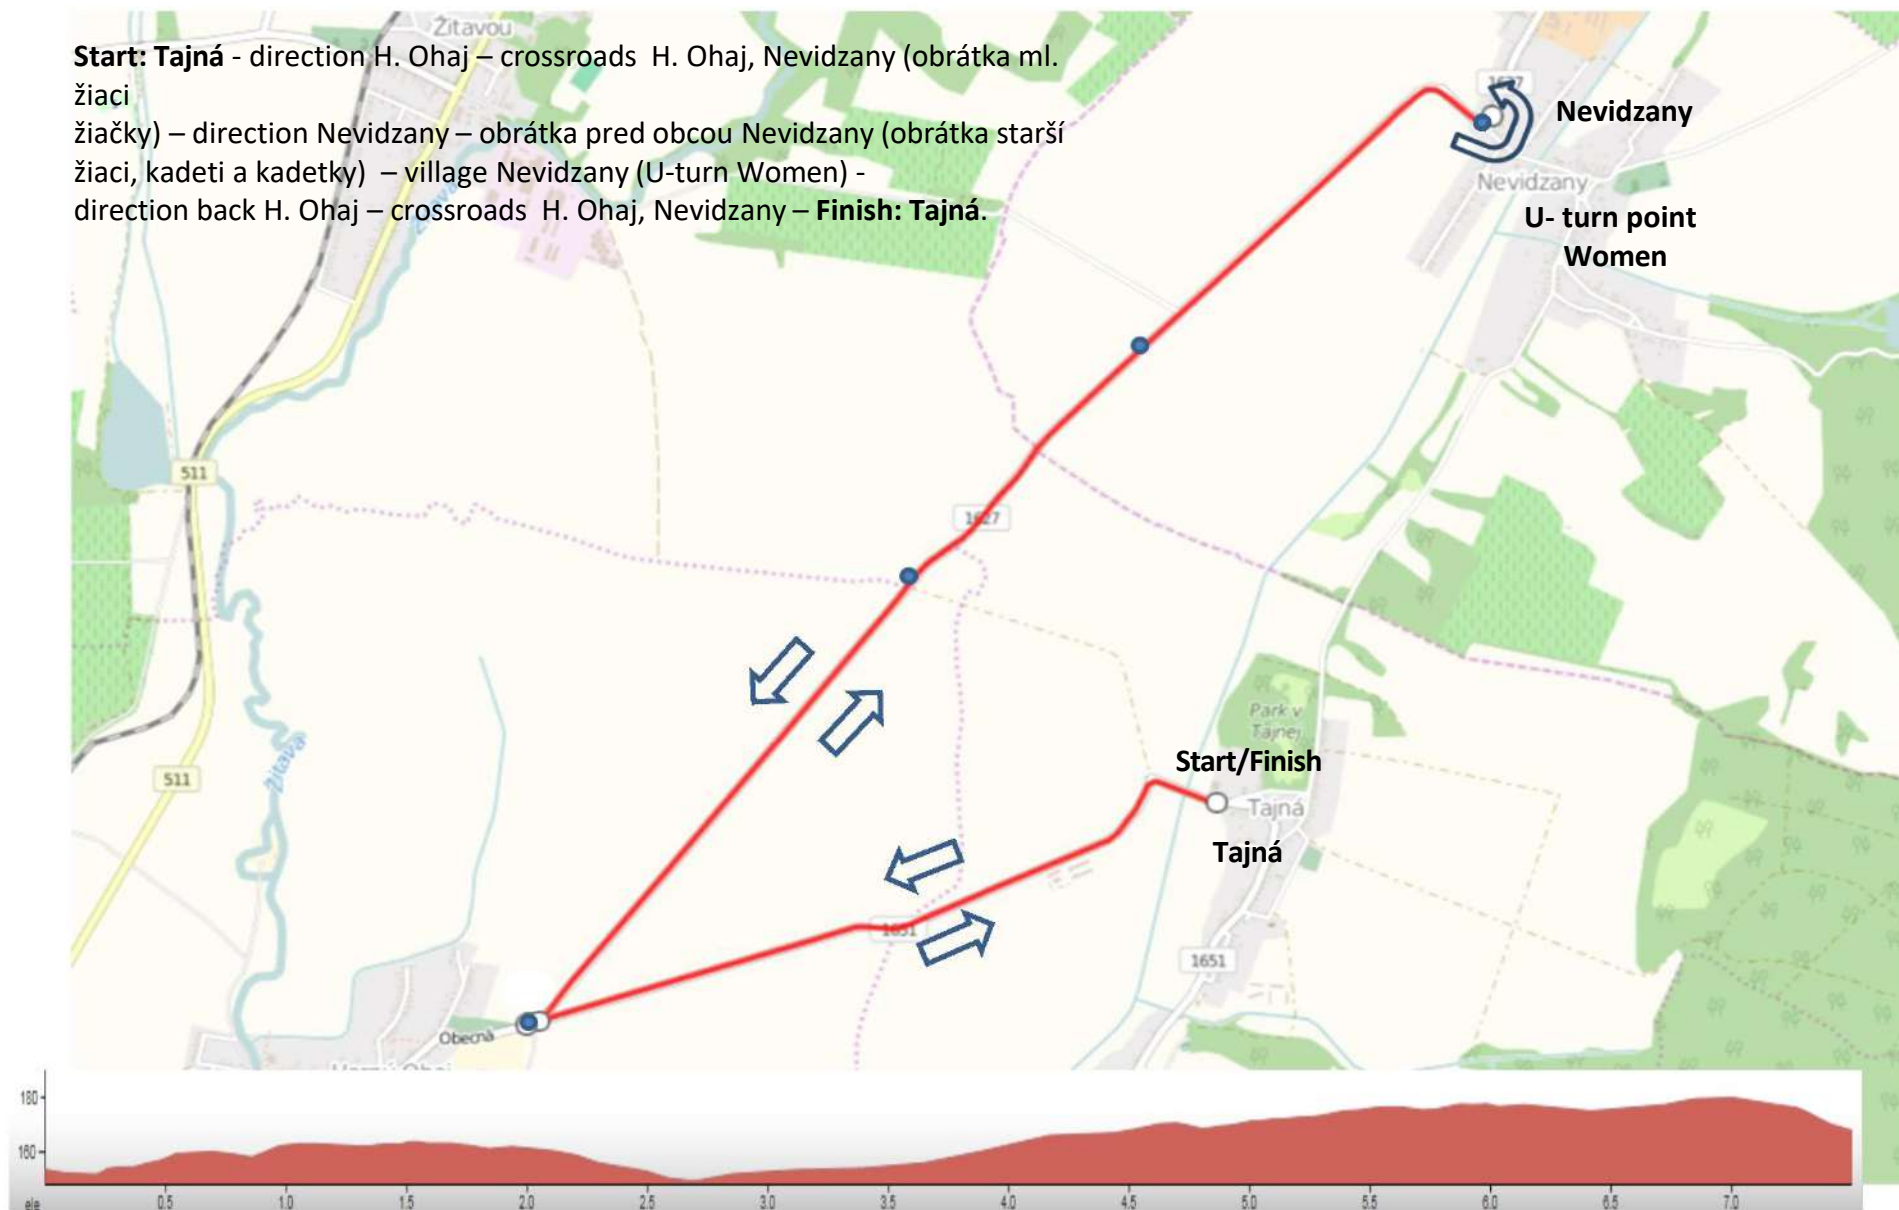 Žitavou
Start: Tajná - direction H. Ohaj – crossroads  H. Ohaj, Nevidzany (obrátka ml.
žiaci
žiačky) – direction Nevidzany – obrátka pred obcou Nevidzany (obrátka starší
žiaci, kadeti a kadetky)  – village Nevidzany (U-turn Women) -
direction back H. Ohaj – crossroads  H. Ohaj, Nevidzany – Finish: Tajná.
1627
Nevidzany
Nevidzany
U- turn point
Women
Žitava
511
1627
Park v
Tajnej
Start/Finish
Tajná
Tajná
511
Žitava
1651
1651
Obecná
180
160
ele
0.5 1.0 1.5 2.0 2.5 3.0 3.5 4.0 4.5 5.0 5.5 6.0 6.5 7.0